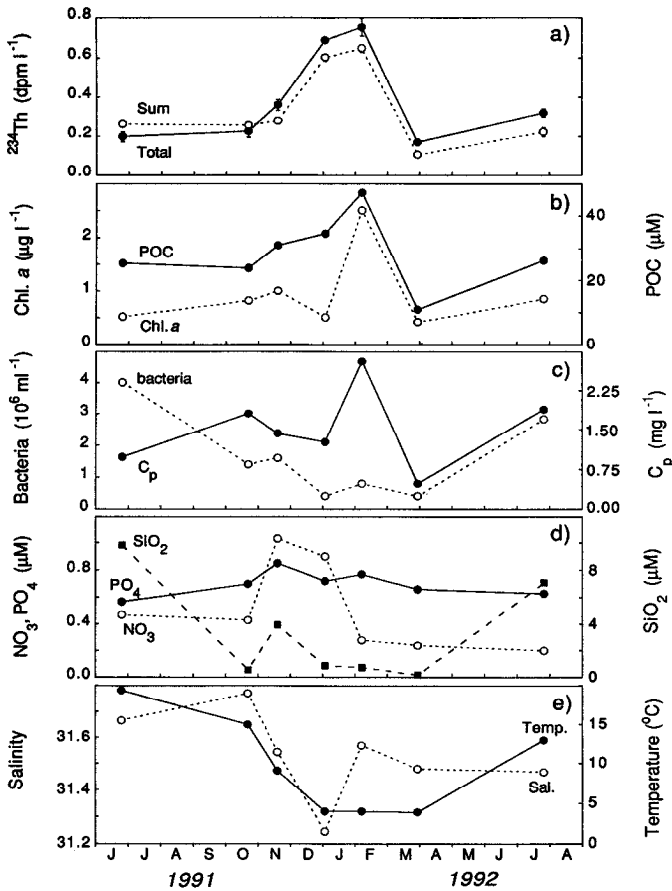 a)
0.8
0.6
0.4
0.2
0.0
²³⁴Th (dpm l⁻¹)
Sum
Total
b)
2
1
0
Chl. a (µg l⁻¹)
POC
Chl. a
40
20
0
POC (µM)
c)
4
3
2
1
0
Bacteria (10⁶ ml⁻¹)
bacteria
Cₚ
2.25
1.50
0.75
0.00
Cₚ (mg l⁻¹)
d)
0.8
0.4
0.0
NO₃, PO₄ (µM)
SiO₂
PO₄
NO₃
8
4
0
SiO₂ (µM)
e)
31.6
31.4
31.2
Salinity
Temp.
Sal.
15
10
5
0
Temperature (⁰C)
J J A S O N D J F M A M J J A
1991 1992